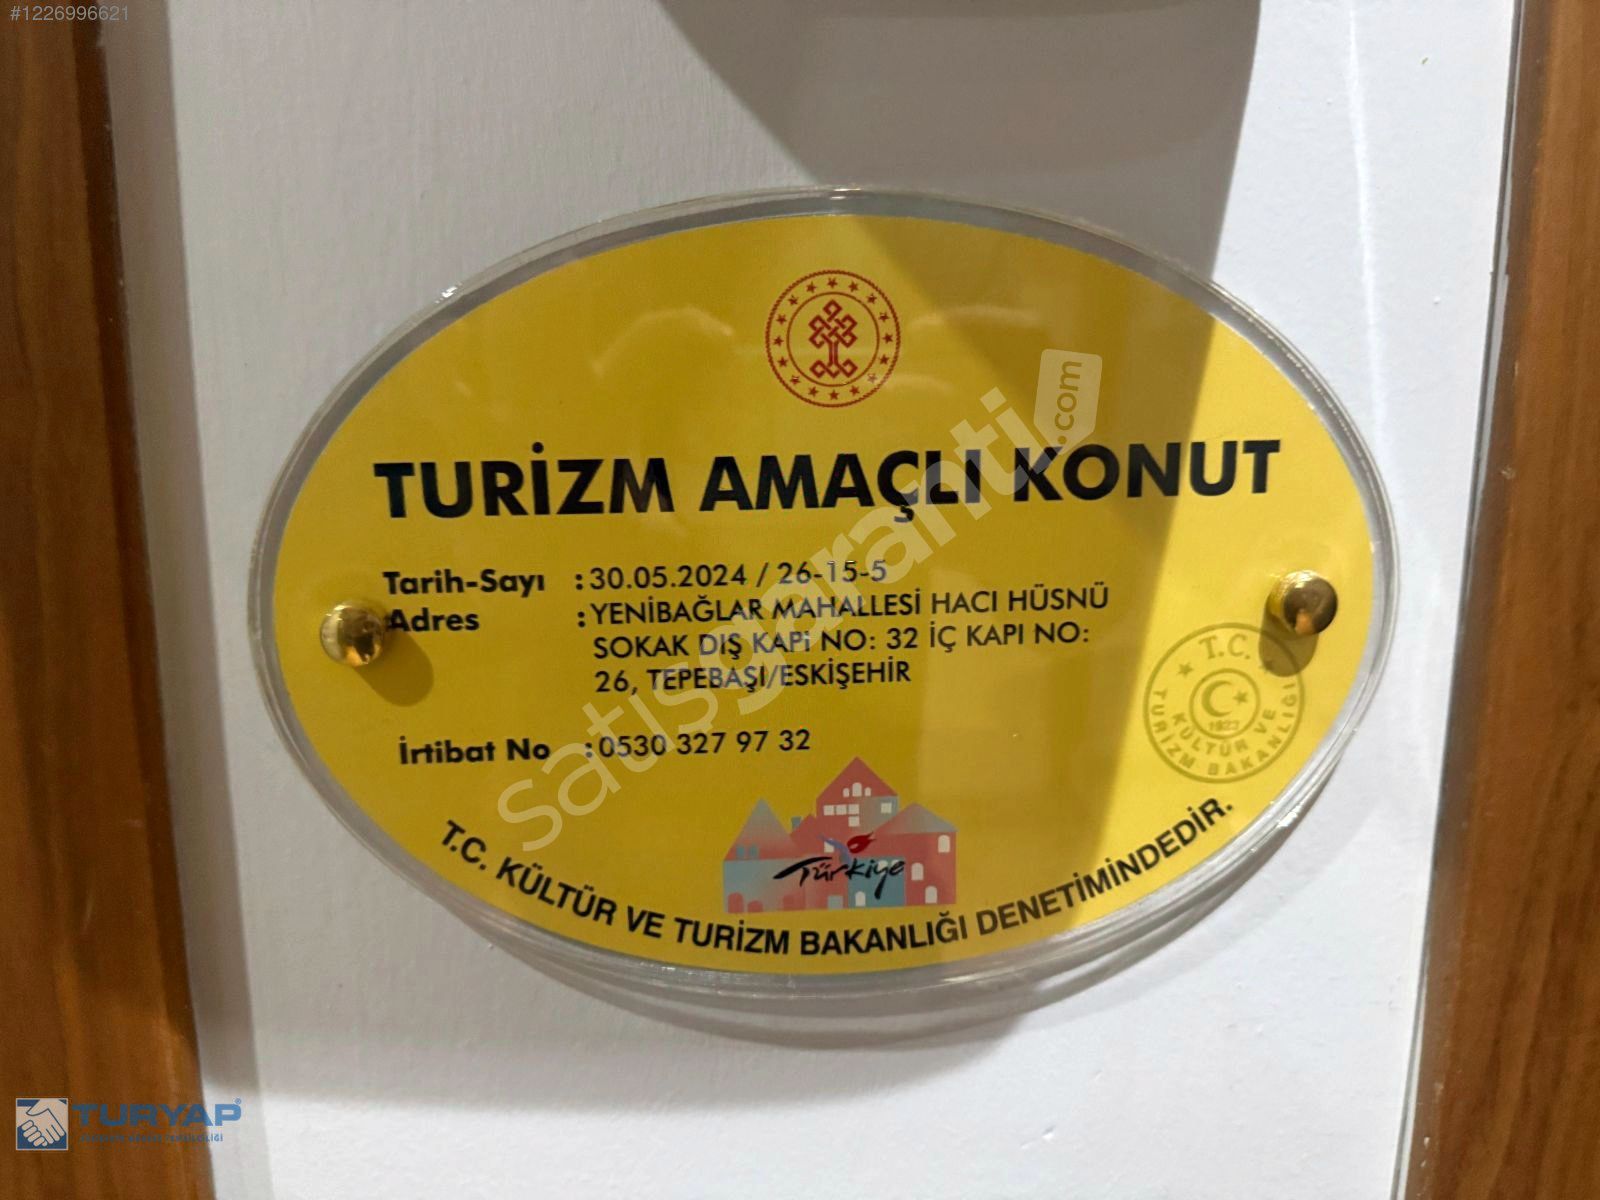 #1226996621
TURİZM AMAÇLI KONUT
Tarih-Sayı : 30.05.2024 / 26-15-5
Adres : YENİBAĞLAR MAHALLESİ HACI HÜSNÜ
SOKAK DIŞ KAPI NO: 32 İÇ KAPI NO:
26, TEPEBAŞI/ESKİŞEHİR
İrtibat No : 0530 327 97 32
T.C.
KÜLTÜR VE
TURİZM BAKANLIĞI
1923
Türkiye
T.C. KÜLTÜR VE TURİZM BAKANLIĞI DENETİMİNDEDİR.
satışgaranti.com
TURYAP